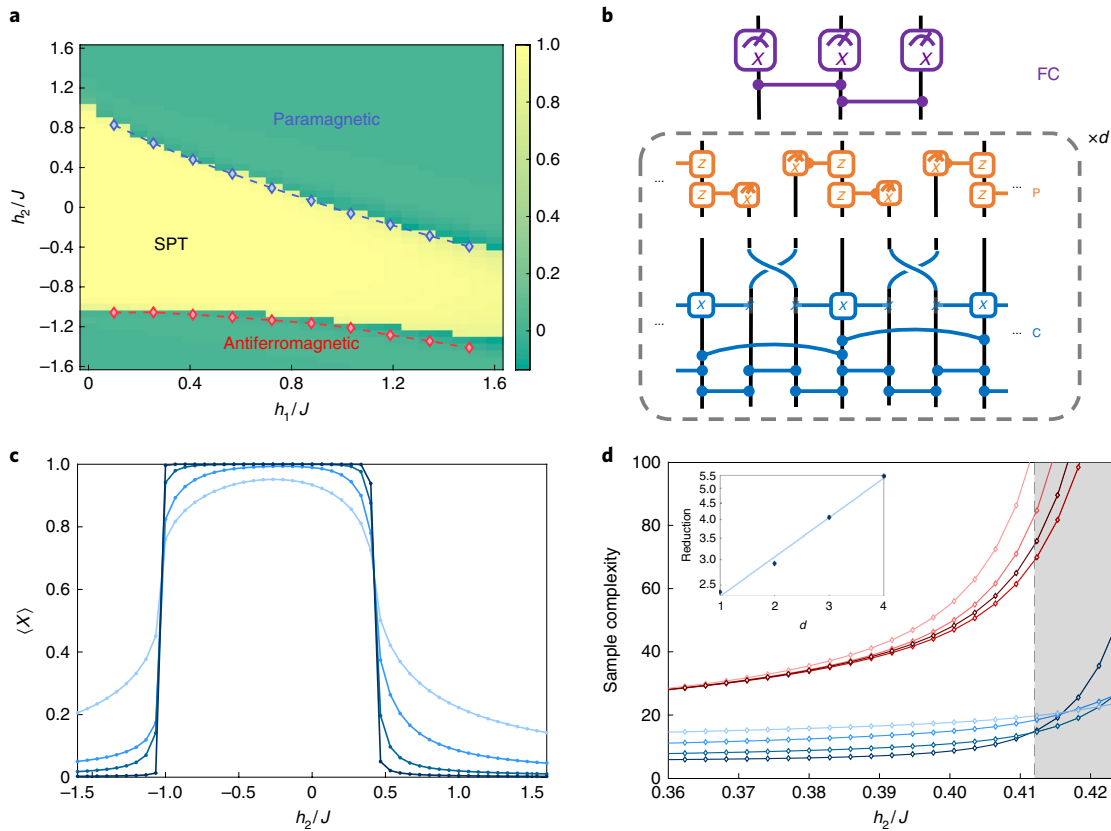 a
1.6
1.2
0.8
0.4
0
−0.4
−0.8
−1.2
−1.6
h₂/J
0
0.4
0.8
1.2
1.6
h₁/J
Paramagnetic
SPT
Antiferromagnetic
1.0
0.8
0.6
0.4
0.2
0
b
X
X
X
FC
×d
Z
X
Z
X
Z
...
Z
X
Z
X
Z
...
P
X
X
X
...
...
C
c
1.0
0.8
0.6
0.4
0.2
0
⟨X⟩
−1.5
−1.0
−0.5
0
0.5
1.0
1.5
h₂/J
d
100
80
60
40
20
0
Sample complexity
0.36
0.37
0.38
0.39
0.40
0.41
0.42
h₂/J
5.5
5.0
4.5
4.0
3.5
3.0
2.5
Reduction
1
2
3
4
d